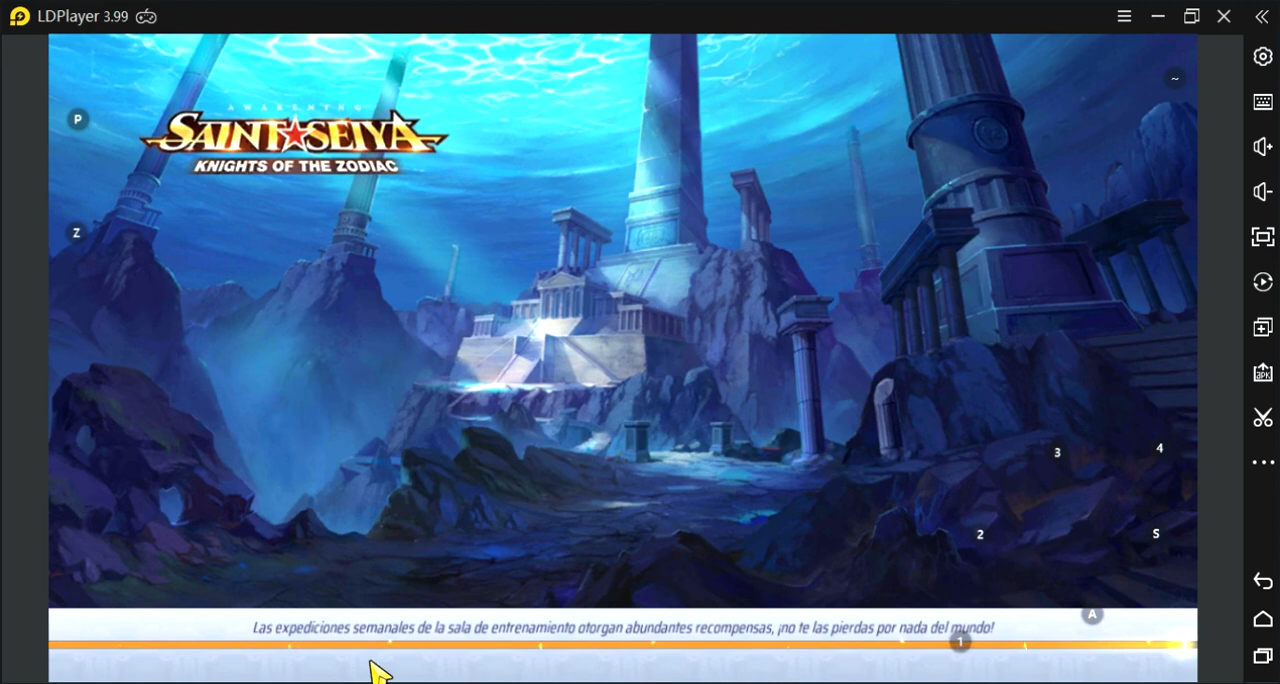 LDPlayer 3.99
~
P
AWAKENING
SAINT SEIYA
KNIGHTS OF THE ZODIAC
Z
APK
3
4
2
S
A
Las expediciones semanales de la sala de entrenamiento otorgan abundantes recompensas, ¡no te las pierdas por nada del mundo!
1